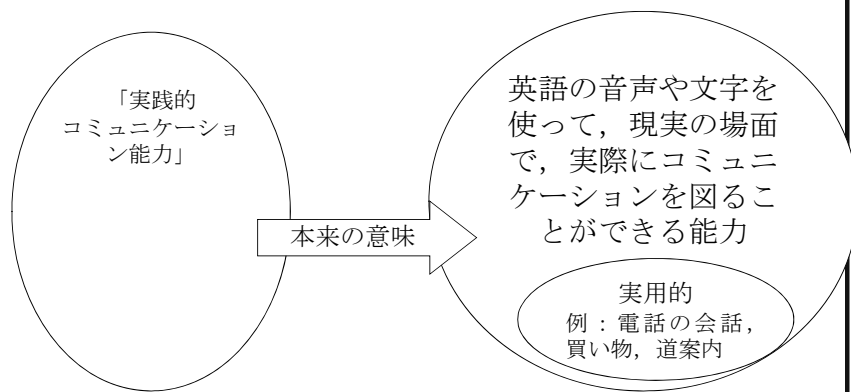 「実践的
コミュニケーショ
ン能力」
本来の意味
英語の音声や文字を
使って，現実の場面
で，実際にコミュニ
ケーションを図るこ
とができる能力
実用的
例：電話の会話，
買い物，道案内